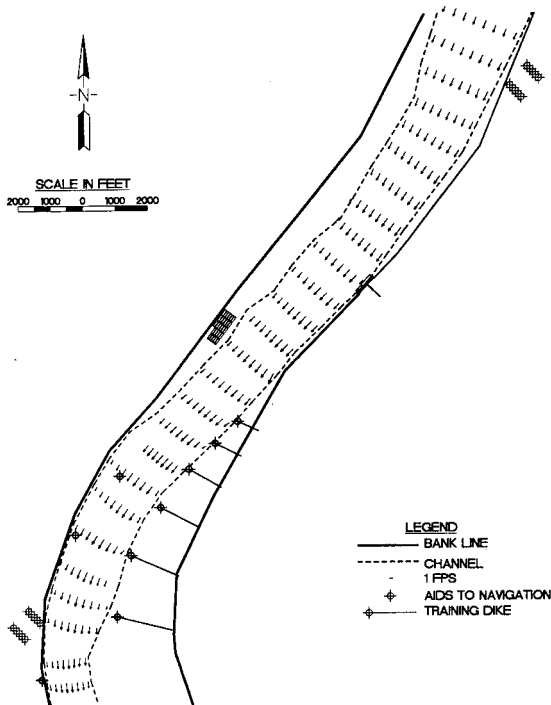 N
SCALE IN FEET
2000 1000 0 1000 2000
LEGEND
BANK LINE
CHANNEL
1 FPS
AIDS TO NAVIGATION
TRAINING DIKE